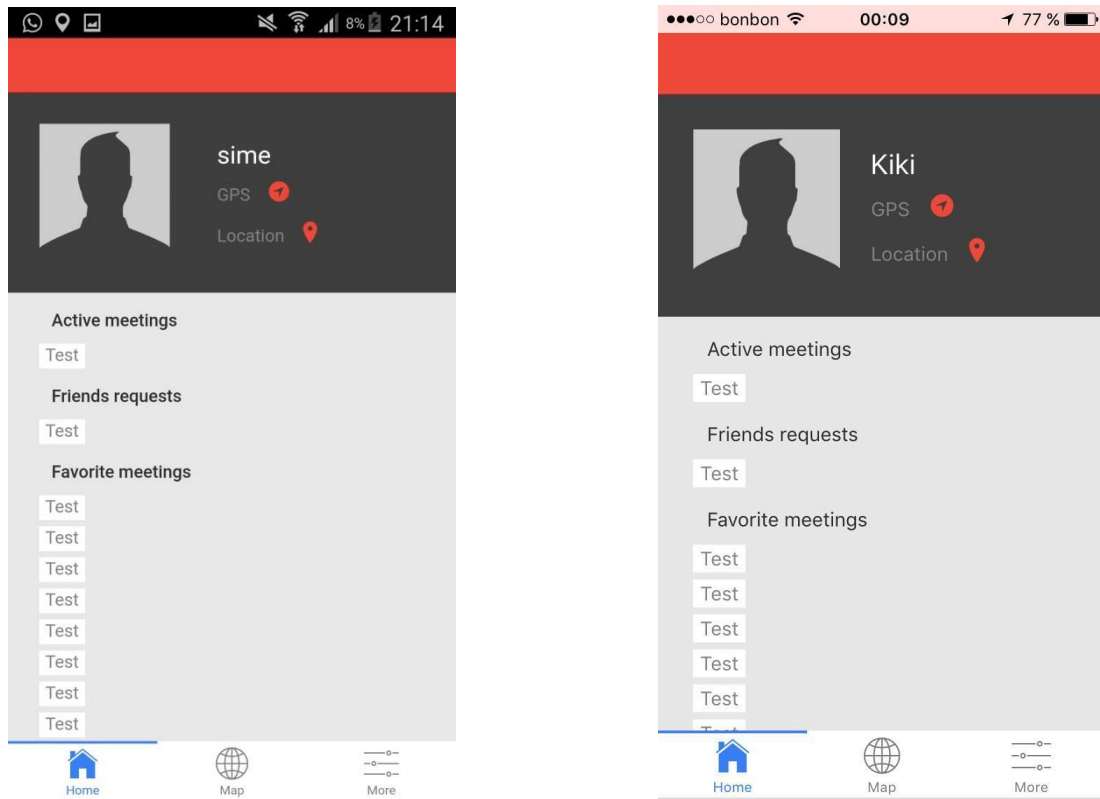 8% 21:14
sime
GPS
Location
Active meetings
Test
Friends requests
Test
Favorite meetings
Test
Test
Test
Test
Test
Test
Test
Test
Home Map More
bonbon 00:09 77 %
Kiki
GPS
Location
Active meetings
Test
Friends requests
Test
Favorite meetings
Test
Test
Test
Test
Test
Home Map More